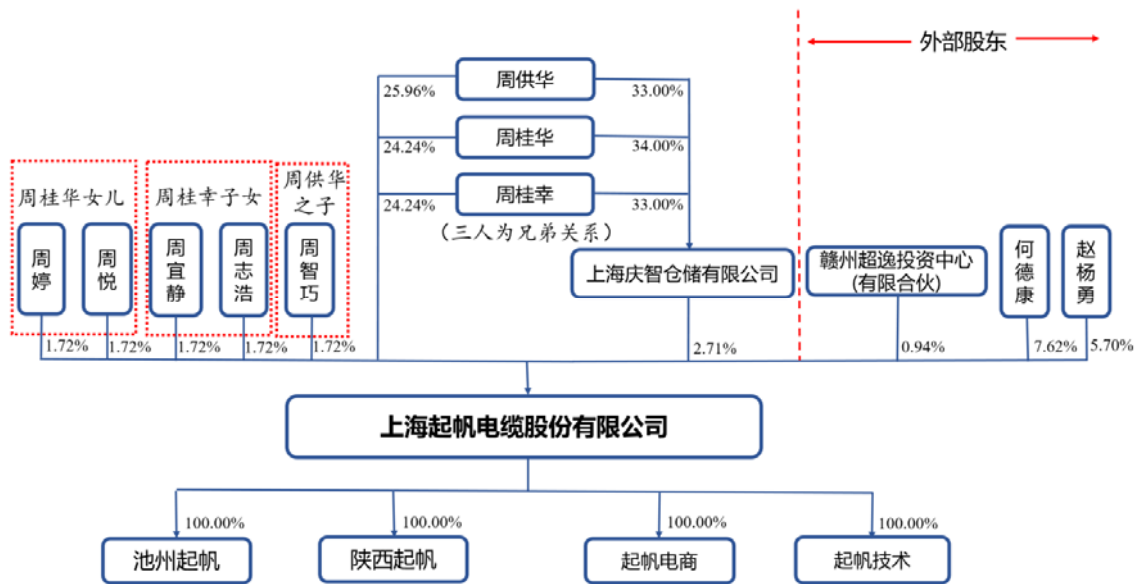 外部股东
周供华
25.96%
33.00%
周桂华
24.24%
34.00%
周桂幸
24.24%
33.00%
（三人为兄弟关系）
周桂华女儿
周桂幸子女
周供华
之子
周婷
周悦
周宜静
周志浩
周智巧
上海庆智仓储有限公司
赣州超逸投资中心
(有限合伙)
何德康
赵杨勇
1.72%
1.72%
1.72%
1.72%
1.72%
2.71%
0.94%
7.62%
5.70%
上海起帆电缆股份有限公司
100.00%
100.00%
100.00%
100.00%
池州起帆
陕西起帆
起帆电商
起帆技术